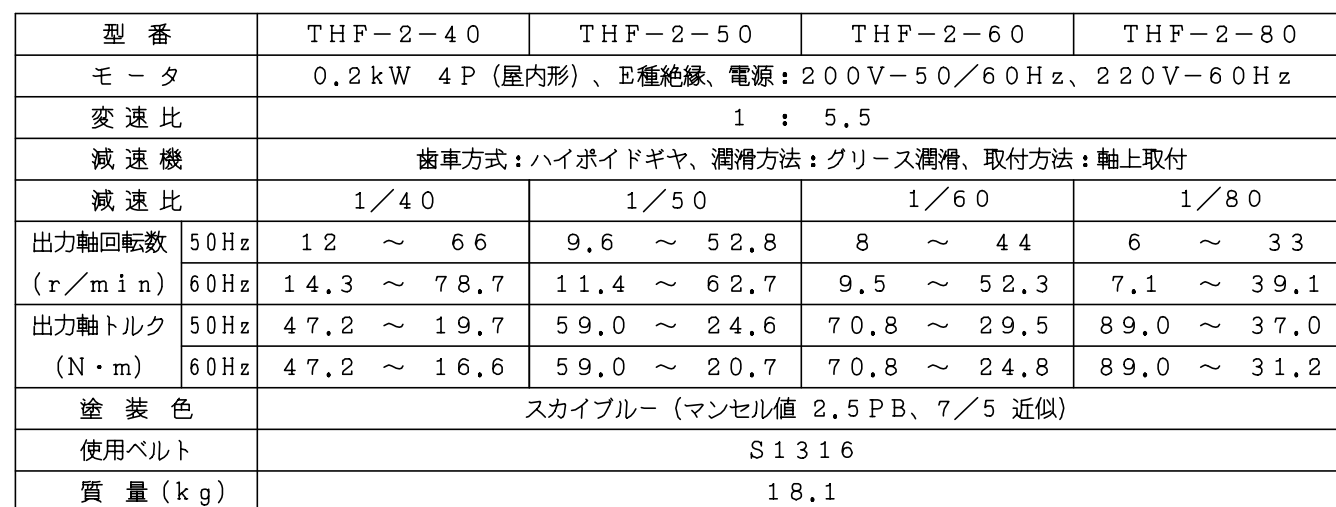 型番 THF-2-40 THF-2-50 THF-2-60 THF-2-80
モータ 0.2kW 4P(屋内形)、E種絶縁、電源:200V-50/60Hz、220V-60Hz
変速比 1 : 5.5
減速機 歯車方式:ハイポイドギヤ、潤滑方法:グリース潤滑、取付方法:軸上取付
減速比 1/40 1/50 1/60 1/80
出力軸回転数 50Hz 12 ~ 66 9.6 ~ 52.8 8 ~ 44 6 ~ 33
(r/min) 60Hz 14.3 ~ 78.7 11.4 ~ 62.7 9.5 ~ 52.3 7.1 ~ 39.1
出力軸トルク 50Hz 47.2 ~ 19.7 59.0 ~ 24.6 70.8 ~ 29.5 89.0 ~ 37.0
(N・m) 60Hz 47.2 ~ 16.6 59.0 ~ 20.7 70.8 ~ 24.8 89.0 ~ 31.2
塗装色 スカイブルー(マンセル値 2.5PB、7/5 近似)
使用ベルト S1316
質量(kg) 18.1